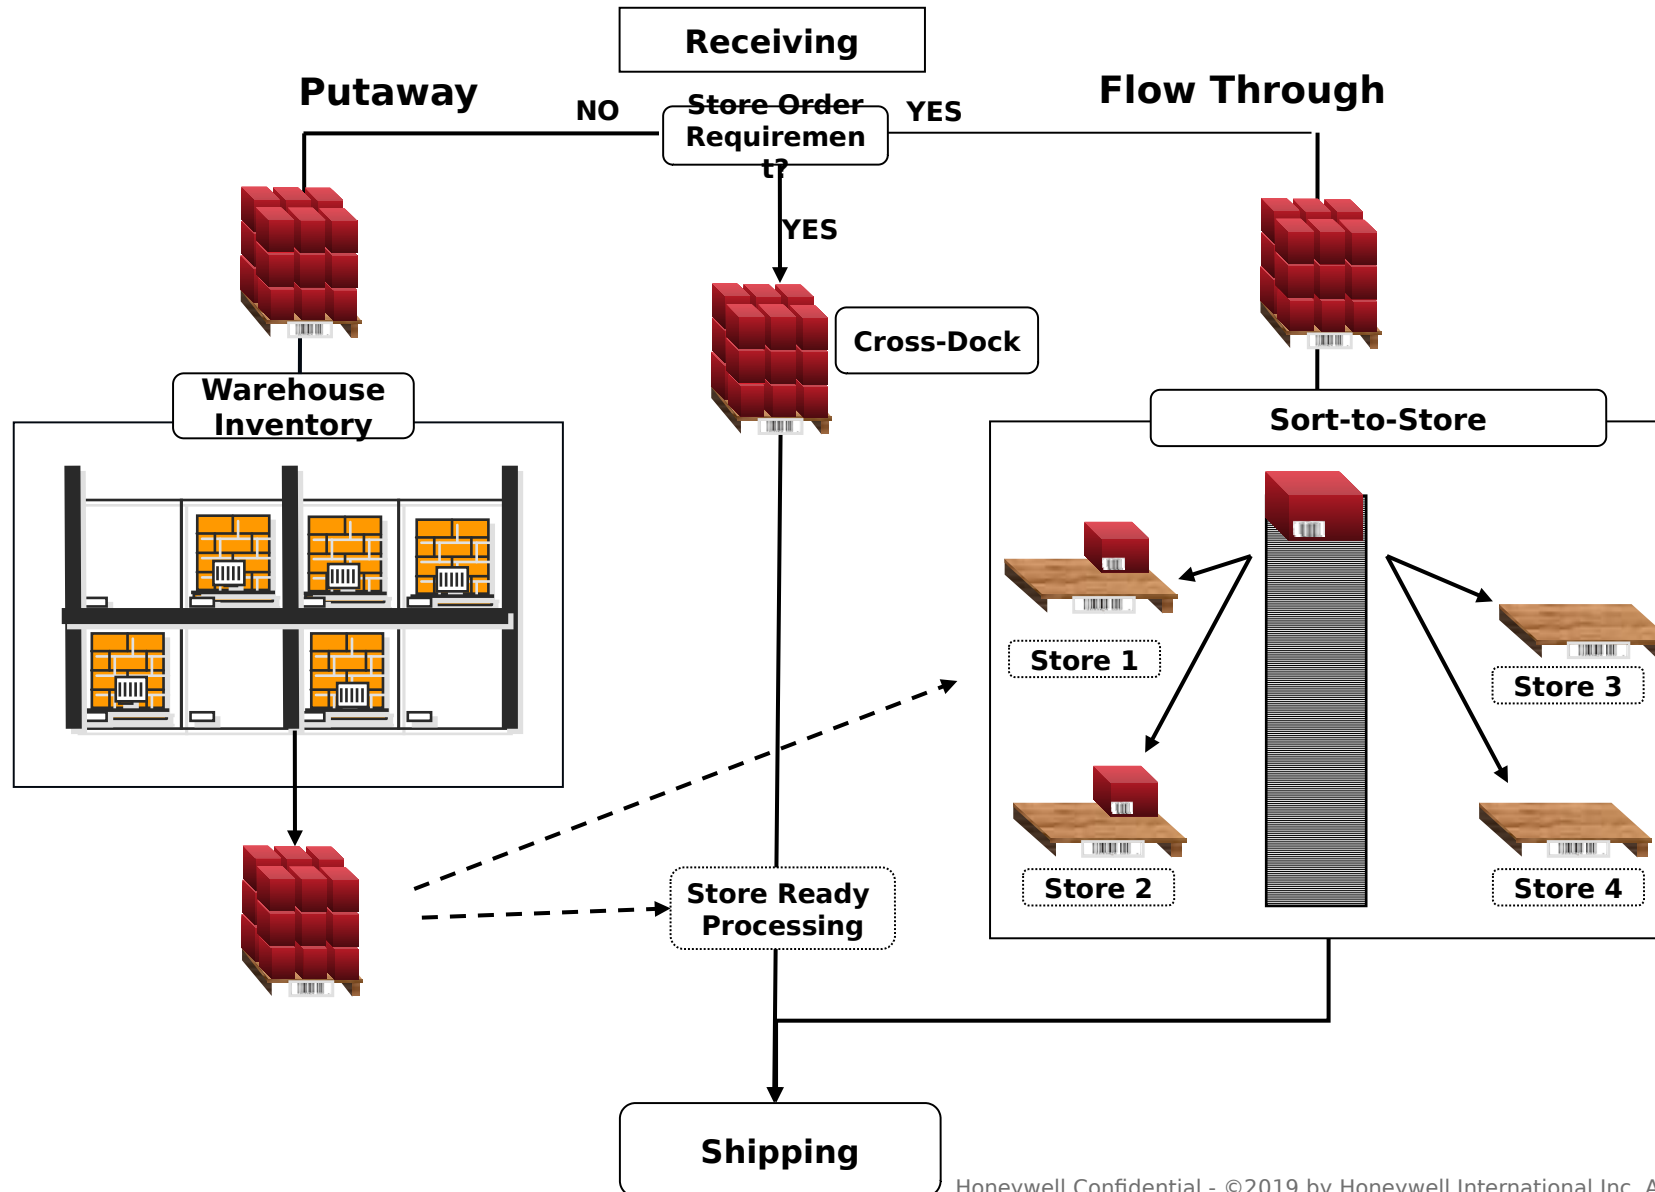 Receiving
Putaway
Flow Through
NO
Store Order
Requiremen
t?
YES
YES
Cross-Dock
Warehouse
Inventory
Sort-to-Store
Store 1
Store 3
Store 2
Store 4
Store Ready
Processing
Shipping
Honeywell Confidential - ©2019 by Honeywell International Inc. A